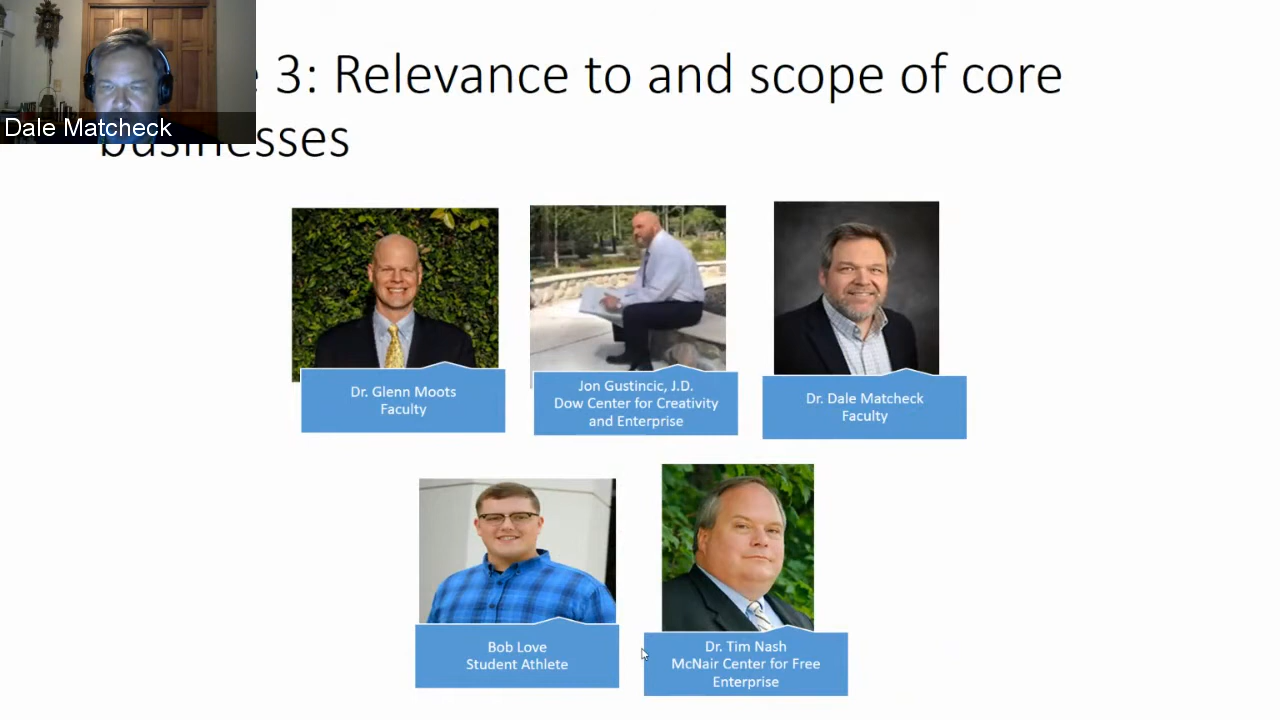 3: Relevance to and scope of core
businesses
Dale Matcheck
Dr. Glenn Moots
Faculty
Jon Gustincic, J.D.
Dow Center for Creativity
and Enterprise
Dr. Dale Matcheck
Faculty
Bob Love
Student Athlete
Dr. Tim Nash
McNair Center for Free
Enterprise